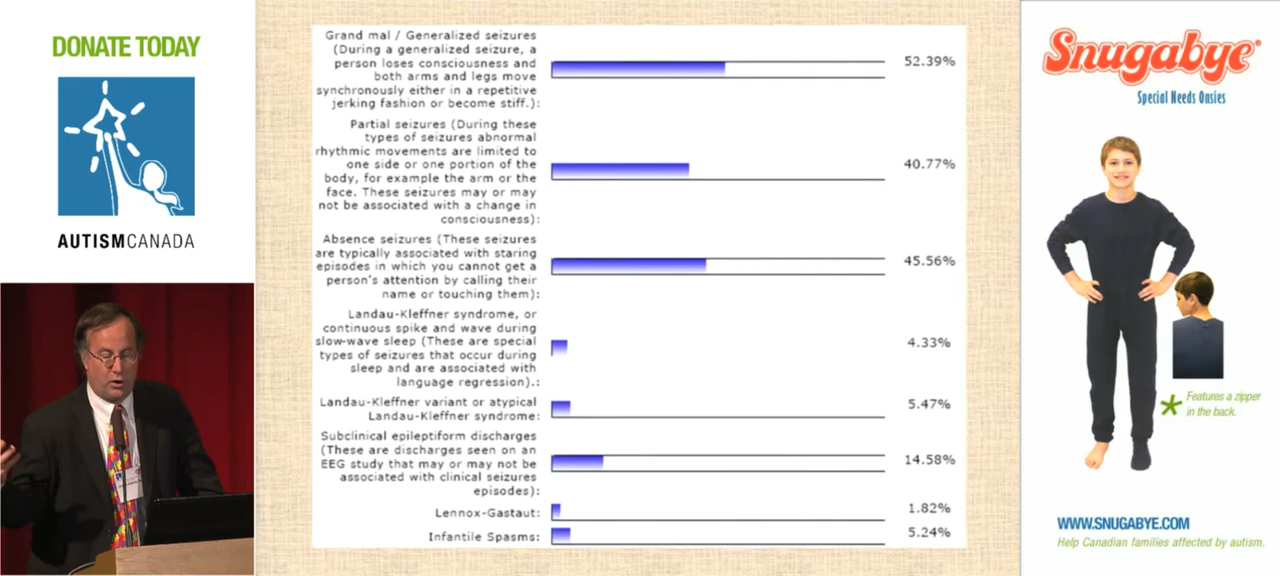 DONATE TODAY
AUTISMCANADA
Grand mal / Generalized seizures
(During a generalized seizure, a
person loses consciousness and
both arms and legs move
synchronously either in a repetitive
jerking fashion or become stiff.):
52.39%
Partial seizures (During these
types of seizures abnormal
rhythmic movements are limited to
one side or one portion of the
body, for example the arm or the
face. These seizures may or may
not be associated with a change in
consciousness):
40.77%
Absence seizures (These seizures
are typically associated with staring
episodes in which you cannot get a
person's attention by calling their
name or touching them):
45.56%
Landau-Kleffner syndrome, or
continuous spike and wave during
slow-wave sleep (These are special
types of seizures that occur during
sleep and are associated with
language regression).:
4.33%
Landau-Kleffner variant or atypical
Landau-Kleffner syndrome:
5.47%
Subclinical epileptiform discharges
(These are discharges seen on an
EEG study that may or may not be
associated with clinical seizures
episodes):
14.58%
Lennox-Gastaut:
1.82%
Infantile Spasms:
5.24%
Snugabye
Special Needs Onsies
* Features a zipper
in the back.
WWW.SNUGABYE.COM
Help Canadian families affected by autism.